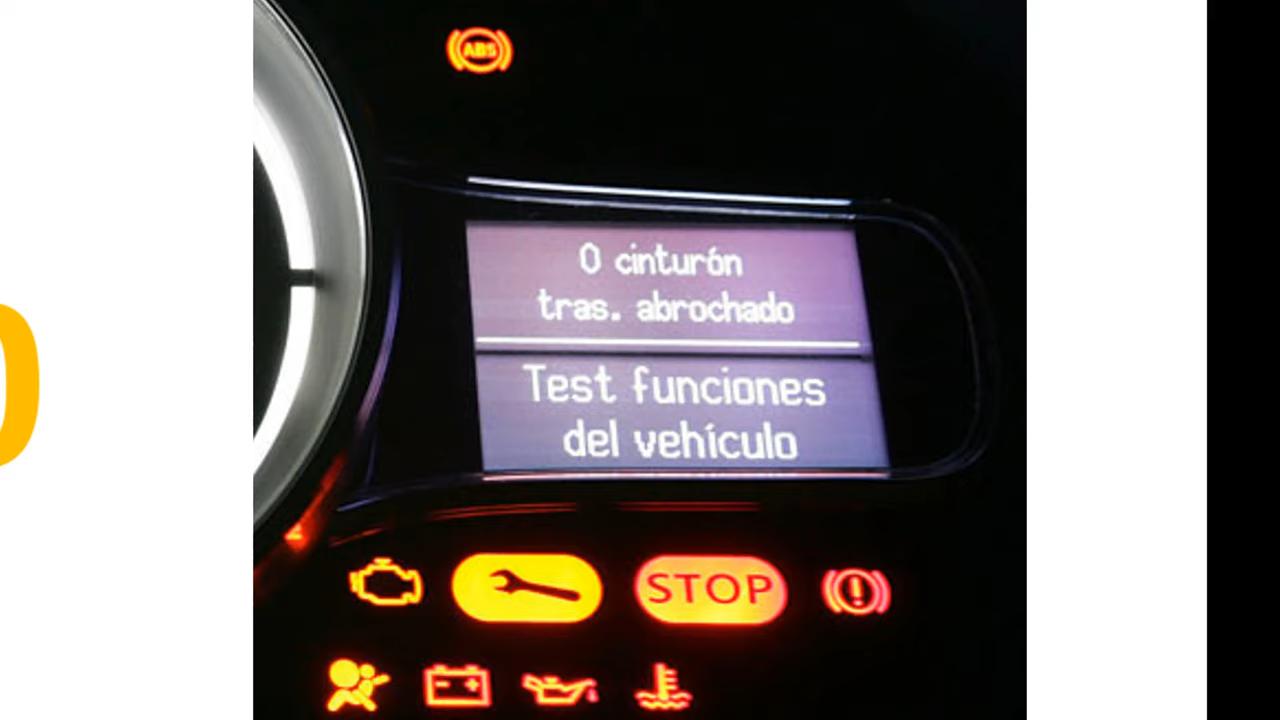 ABS
0 cinturón
tras. abrochado
Test funciones
del vehículo
STOP